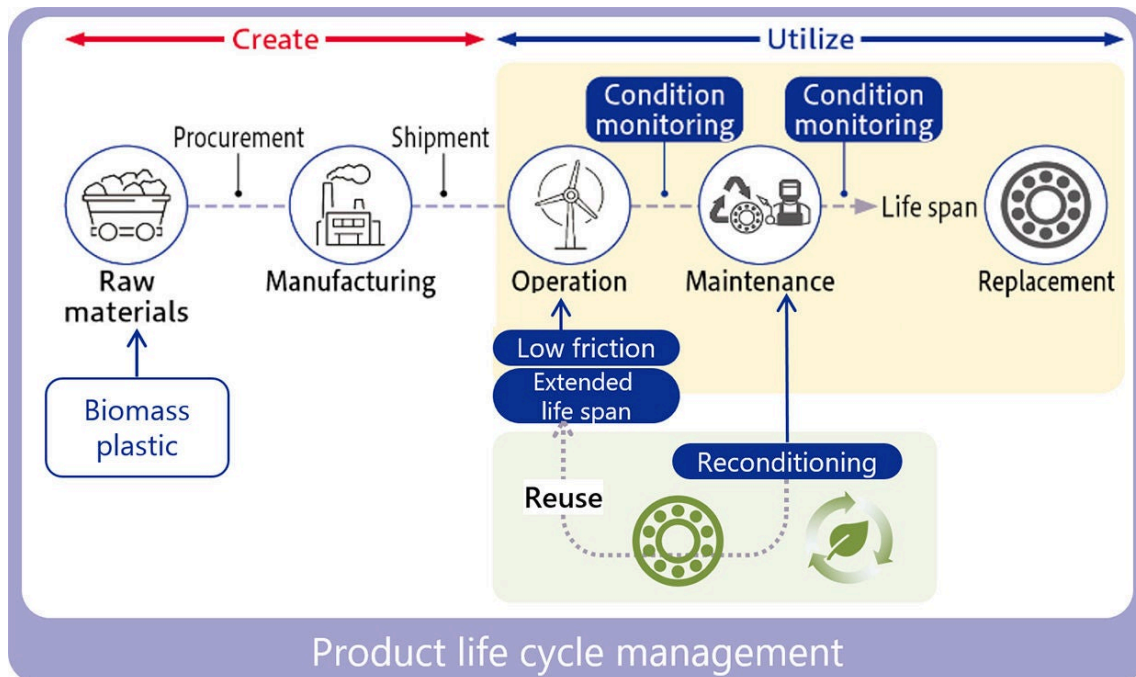 Create
Utilize
Condition
monitoring
Condition
monitoring
Procurement
Shipment
Life span
Raw
materials
Manufacturing
Operation
Maintenance
Replacement
Low friction
Extended
life span
Biomass
plastic
Reconditioning
Reuse
Product life cycle management